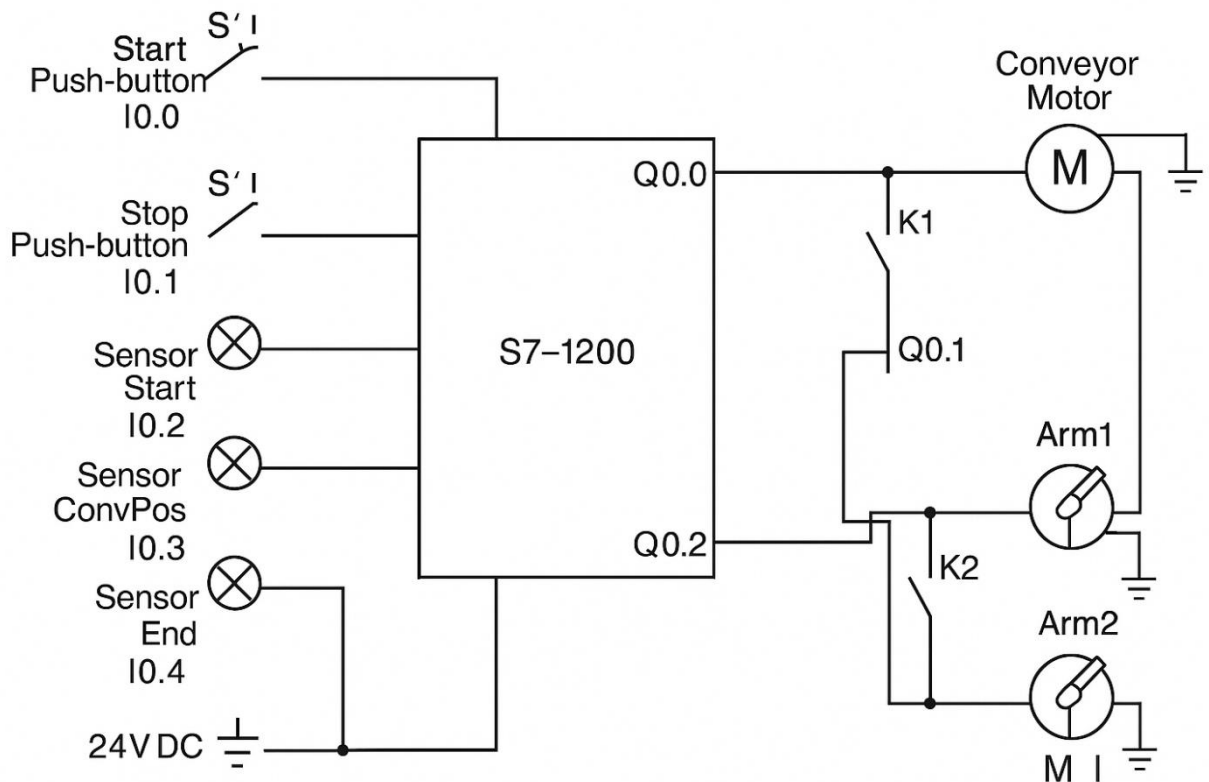 S' I
Start
Push-button
I0.0
S' I
Stop
Push-button
I0.1
Sensor
Start
I0.2
Sensor
ConvPos
I0.3
Sensor
End
I0.4
24V DC
S7-1200
Q0.0
Q0.2
K1
Q0.1
K2
Conveyor
Motor
M
Arm1
Arm2
M I